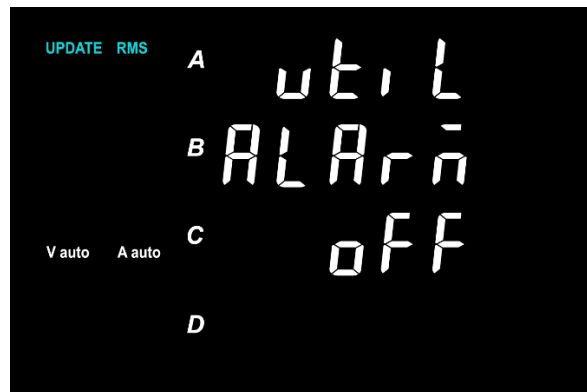 UPDATE RMS
A utiL
B ALArm
C oFF
V auto A auto
D